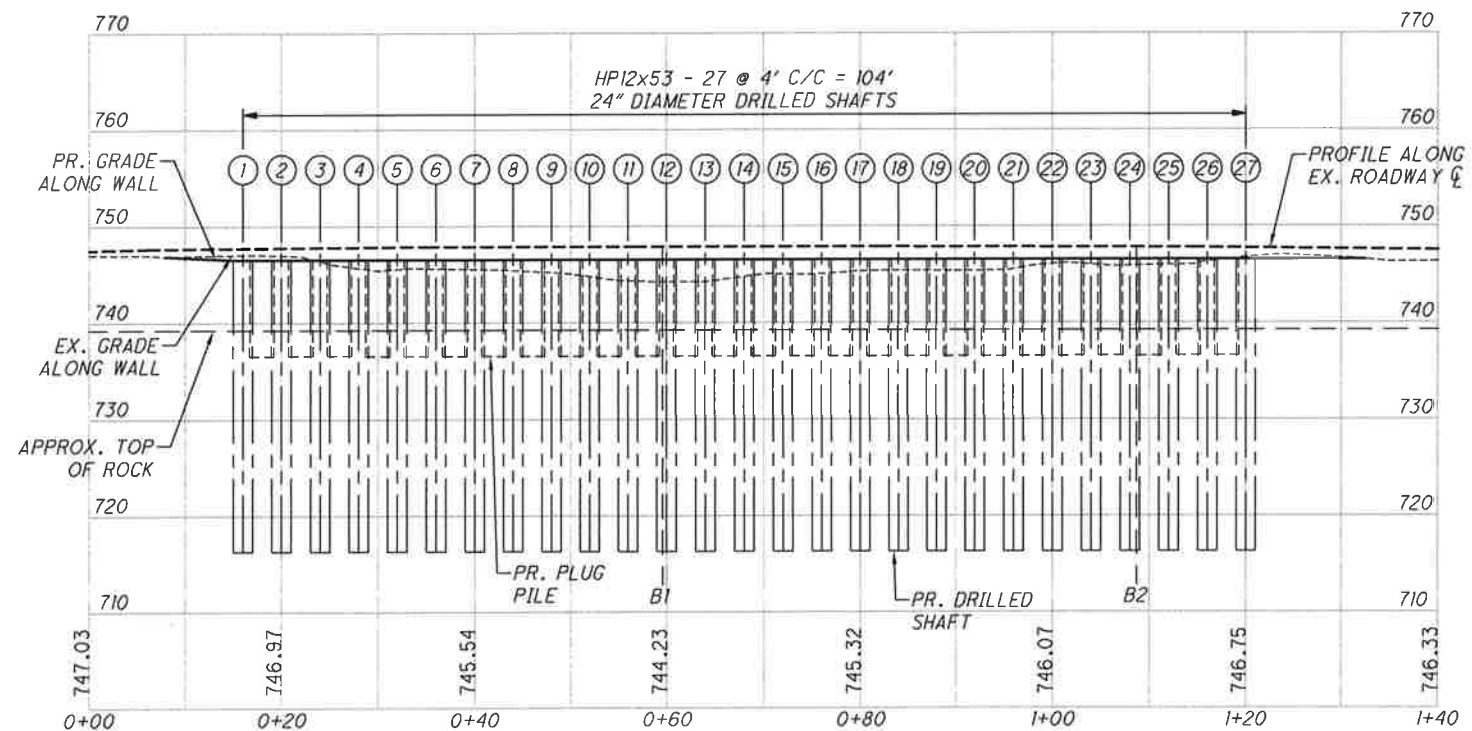 770
770
HP12x53 - 27 @ 4' C/C = 104'
24" DIAMETER DRILLED SHAFTS
760
760
PR. GRADE
ALONG WALL
1 2 3 4 5 6 7 8 9 10 11 12 13 14 15 16 17 18 19 20 21 22 23 24 25 26 27
PROFILE ALONG
EX. ROADWAY ℄
750
750
740
740
EX. GRADE
ALONG WALL
730
730
APPROX. TOP
OF ROCK
720
720
PR. PLUG
PILE
B1
PR. DRILLED
SHAFT
B2
710
710
747.03 746.97 745.54 744.23 745.32 746.07 746.75 746.33
0+00 0+20 0+40 0+60 0+80 1+00 1+20 1+40